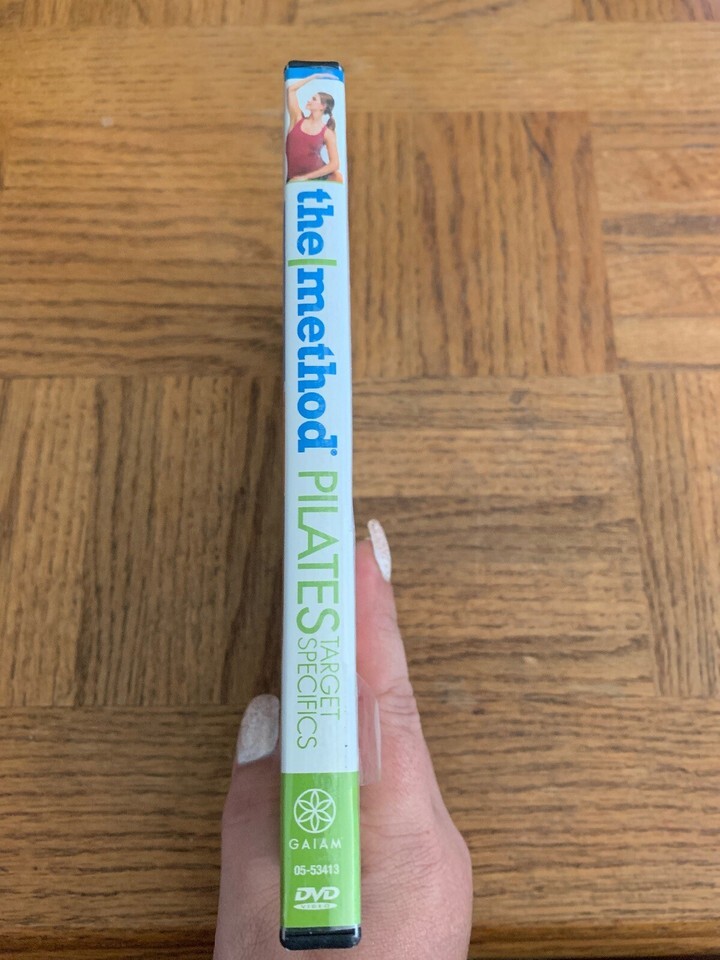 the|method® PILATES
TARGET
SPECIFICS
GAIAM
05-53413
DVD
VIDEO